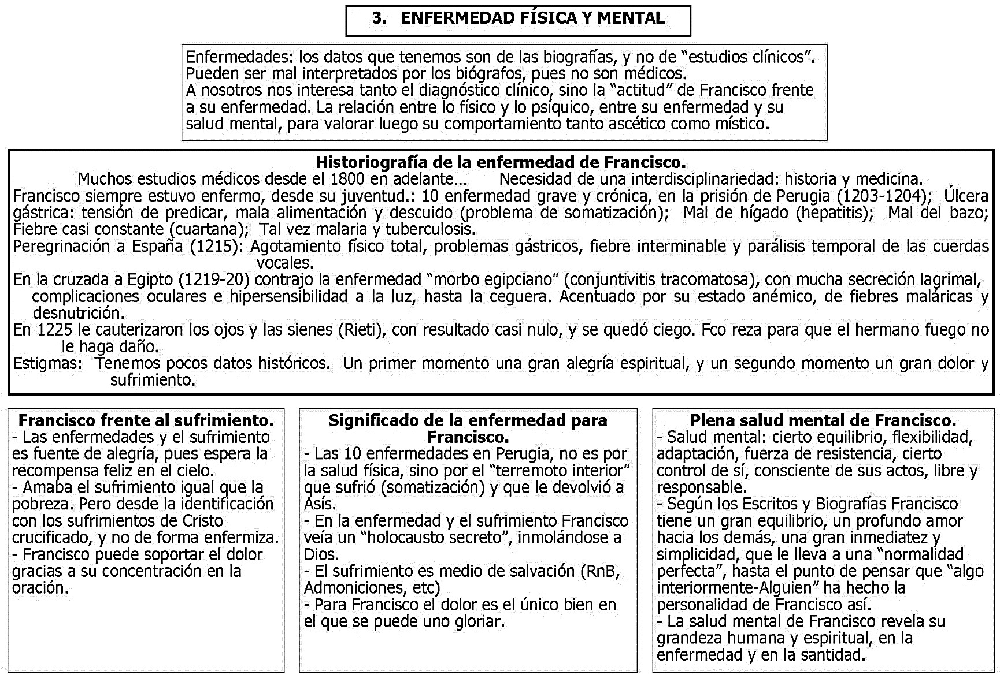 3. ENFERMEDAD FÍSICA Y MENTAL
Enfermedades: los datos que tenemos son de las biografías, y no de “estudios clínicos”.
Pueden ser mal interpretados por los biógrafos, pues no son médicos.
A nosotros nos interesa tanto el diagnóstico clínico, sino la “actitud” de Francisco frente
a su enfermedad. La relación entre lo físico y lo psíquico, entre su enfermedad y su
salud mental, para valorar luego su comportamiento tanto ascético como místico.
Historiografía de la enfermedad de Francisco.
Muchos estudios médicos desde el 1800 en adelante... Necesidad de una interdisciplinariedad: historia y medicina.
Francisco siempre estuvo enfermo, desde su juventud.: 10 enfermedad grave y crónica, en la prisión de Perugia (1203-1204); Úlcera
gástrica: tensión de predicar, mala alimentación y descuido (problema de somatización); Mal de hígado (hepatitis); Mal del bazo;
Fiebre casi constante (cuartana); Tal vez malaria y tuberculosis.
Peregrinación a España (1215): Agotamiento físico total, problemas gástricos, fiebre interminable y parálisis temporal de las cuerdas
vocales.
En la cruzada a Egipto (1219-20) contrajo la enfermedad “morbo egipciano” (conjuntivitis tracomatosa), con mucha secreción lagrimal,
complicaciones oculares e hipersensibilidad a la luz, hasta la ceguera. Acentuado por su estado anémico, de fiebres maláricas y
desnutrición.
En 1225 le cauterizaron los ojos y las sienes (Rieti), con resultado casi nulo, y se quedó ciego. Fco reza para que el hermano fuego no
le haga daño.
Estigmas: Tenemos pocos datos históricos. Un primer momento una gran alegría espiritual, y un segundo momento un gran dolor y
sufrimiento.
Francisco frente al sufrimiento.
- Las enfermedades y el sufrimiento
es fuente de alegría, pues espera la
recompensa feliz en el cielo.
- Amaba el sufrimiento igual que la
pobreza. Pero desde la identificación
con los sufrimientos de Cristo
crucificado, y no de forma enfermiza.
- Francisco puede soportar el dolor
gracias a su concentración en la
oración.
Significado de la enfermedad para
Francisco.
- Las 10 enfermedades en Perugia, no es por
la salud física, sino por el “terremoto interior”
que sufrió (somatización) y que le devolvió a
Asís.
- En la enfermedad y el sufrimiento Francisco
veía un “holocausto secreto”, inmolándose a
Dios.
- El sufrimiento es medio de salvación (RnB,
Admoniciones, etc)
- Para Francisco el dolor es el único bien en
el que se puede uno gloriar.
Plena salud mental de Francisco.
- Salud mental: cierto equilibrio, flexibilidad,
adaptación, fuerza de resistencia, cierto
control de sí, consciente de sus actos, libre y
responsable.
- Según los Escritos y Biografías Francisco
tiene un gran equilibrio, un profundo amor
hacia los demás, una gran inmediatez y
simplicidad, que le lleva a una “normalidad
perfecta”, hasta el punto de pensar que “algo
interiormente-Alguien” ha hecho la
personalidad de Francisco así.
- La salud mental de Francisco revela su
grandeza humana y espiritual, en la
enfermedad y en la santidad.